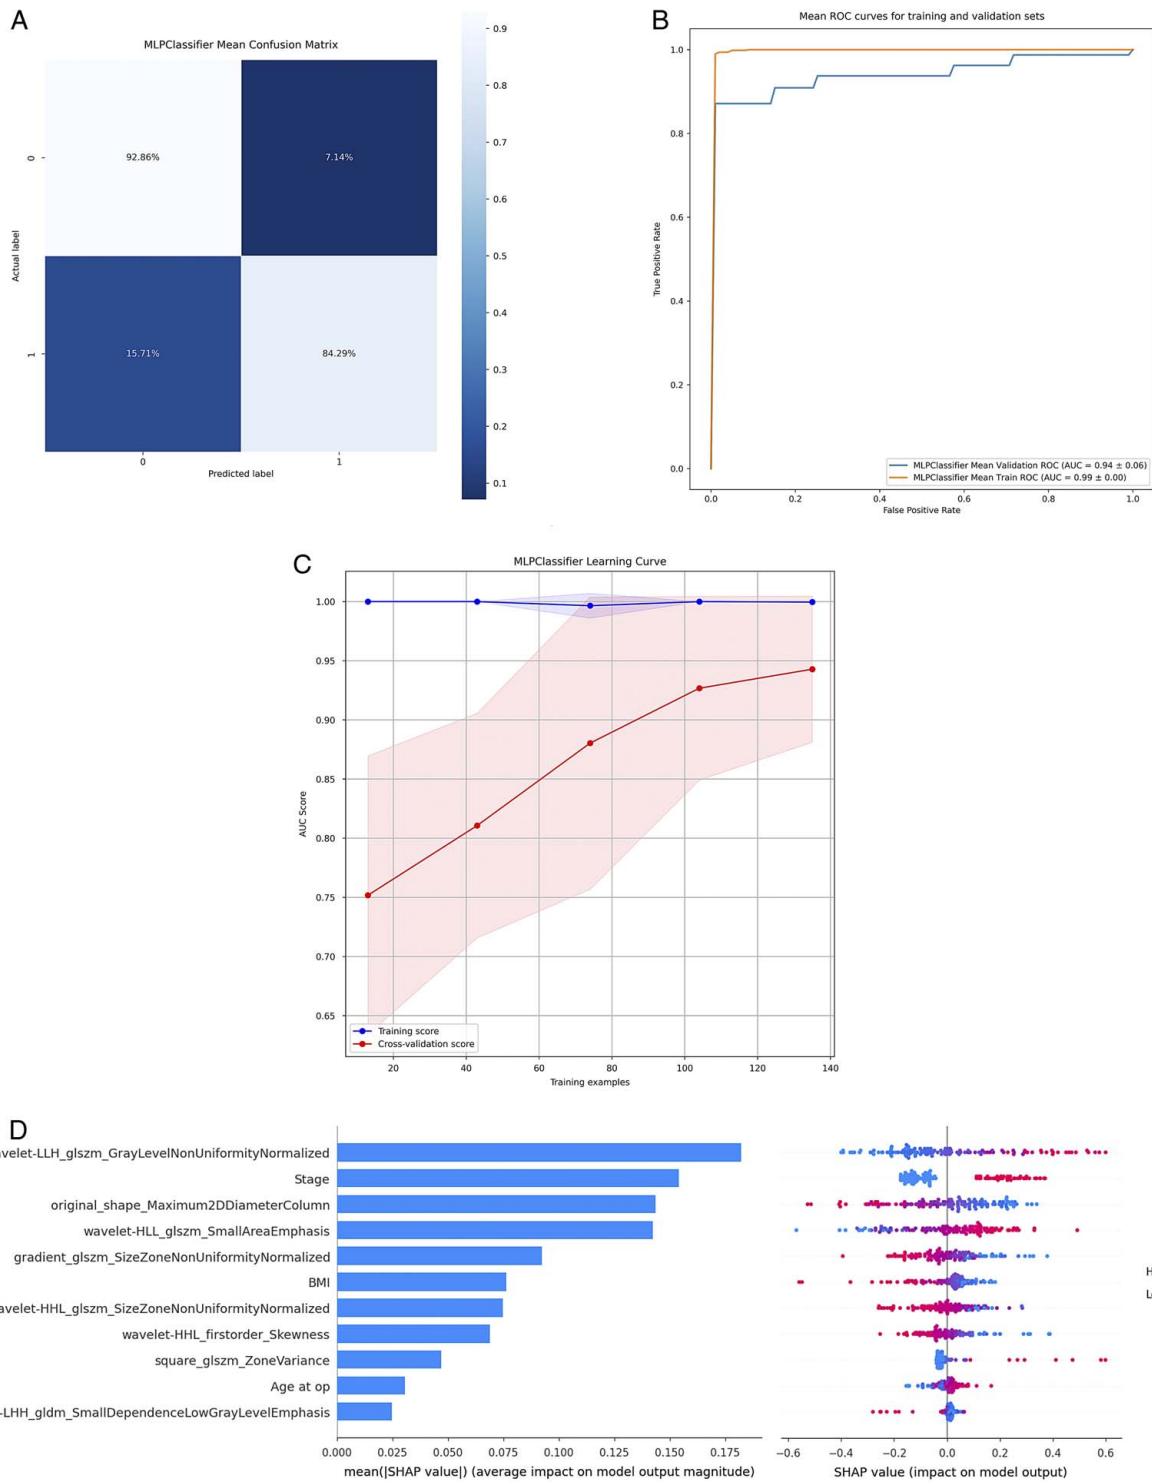 A
MLPClassifier Mean Confusion Matrix
0
1
Actual label
92.86%
7.14%
15.71%
84.29%
0
1
Predicted label
0.9
0.8
0.7
0.6
0.5
0.4
0.3
0.2
0.1
B
Mean ROC curves for training and validation sets
1.0
0.8
0.6
0.4
0.2
0.0
True Positive Rate
MLPClassifier Mean Validation ROC (AUC = 0.94 ± 0.06)
MLPClassifier Mean Train ROC (AUC = 0.99 ± 0.00)
0.0 0.2 0.4 0.6 0.8 1.0
False Positive Rate
C
MLPClassifier Learning Curve
1.00
0.95
0.90
0.85
0.80
0.75
0.70
0.65
AUC Score
Training score
Cross-validation score
20 40 60 80 100 120 140
Training examples
D
avelet-LLH_glszm_GrayLevelNonUniformityNormalized
Stage
original_shape_Maximum2DDiameterColumn
wavelet-HLL_glszm_SmallAreaEmphasis
gradient_glszm_SizeZoneNonUniformityNormalized
BMI
avelet-HHL_glszm_SizeZoneNonUniformityNormalized
wavelet-HHL_firstorder_Skewness
square_glszm_ZoneVariance
Age at op
-LHH_gldm_SmallDependenceLowGrayLevelEmphasis
0.000 0.025 0.050 0.075 0.100 0.125 0.150 0.175
mean(|SHAP value|) (average impact on model output magnitude)
−0.6 −0.4 −0.2 0.0 0.2 0.4 0.6
SHAP value (impact on model output)
H
L